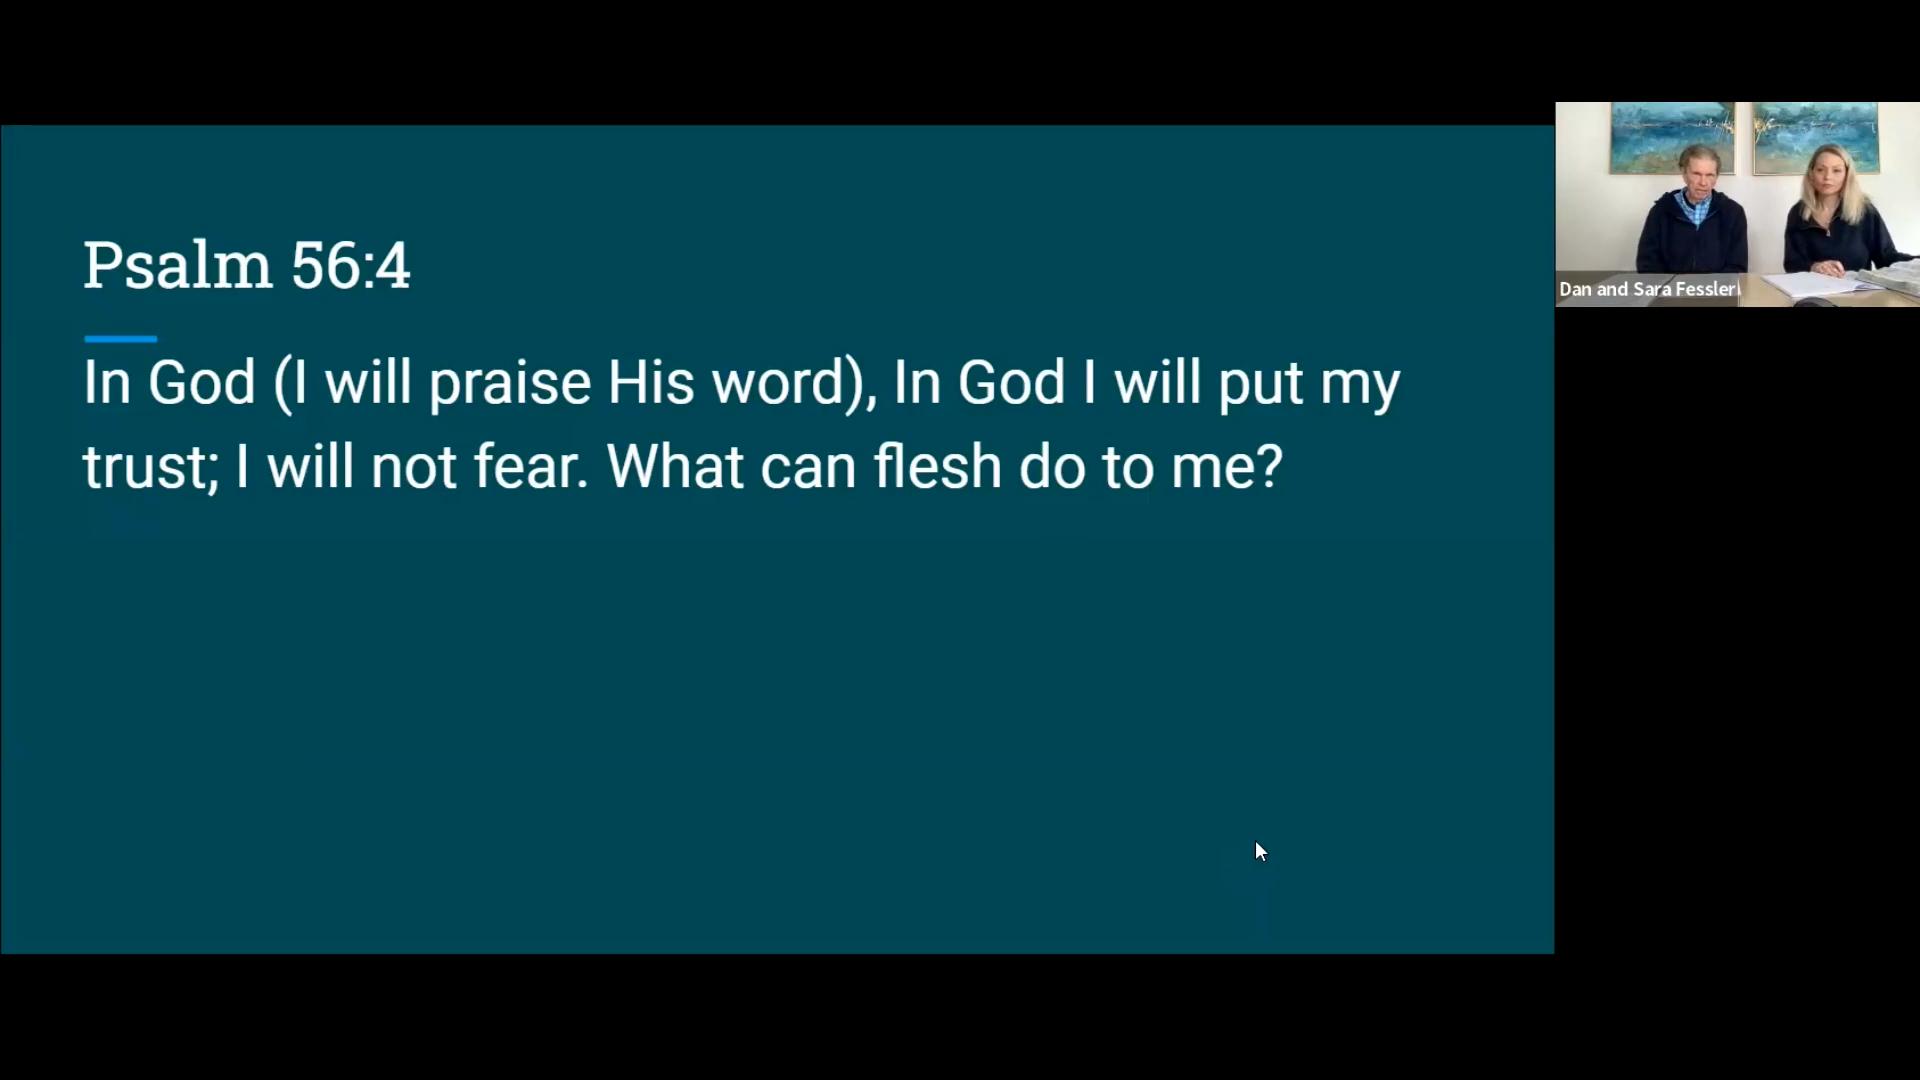 Psalm 56:4
In God (I will praise His word), In God I will put my
trust; I will not fear. What can flesh do to me?
Dan and Sara Fessler